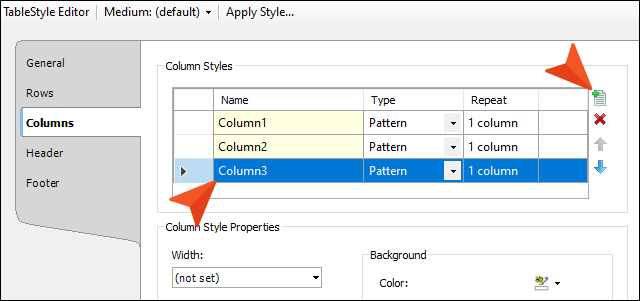 TableStyle Editor Medium: (default) Apply Style...
General
Rows
Columns
Header
Footer
Column Styles
Name Type Repeat
Column1 Pattern 1 column
Column2 Pattern 1 column
Column3 Pattern 1 column
Column Style Properties
Width:
(not set)
Background
Color: